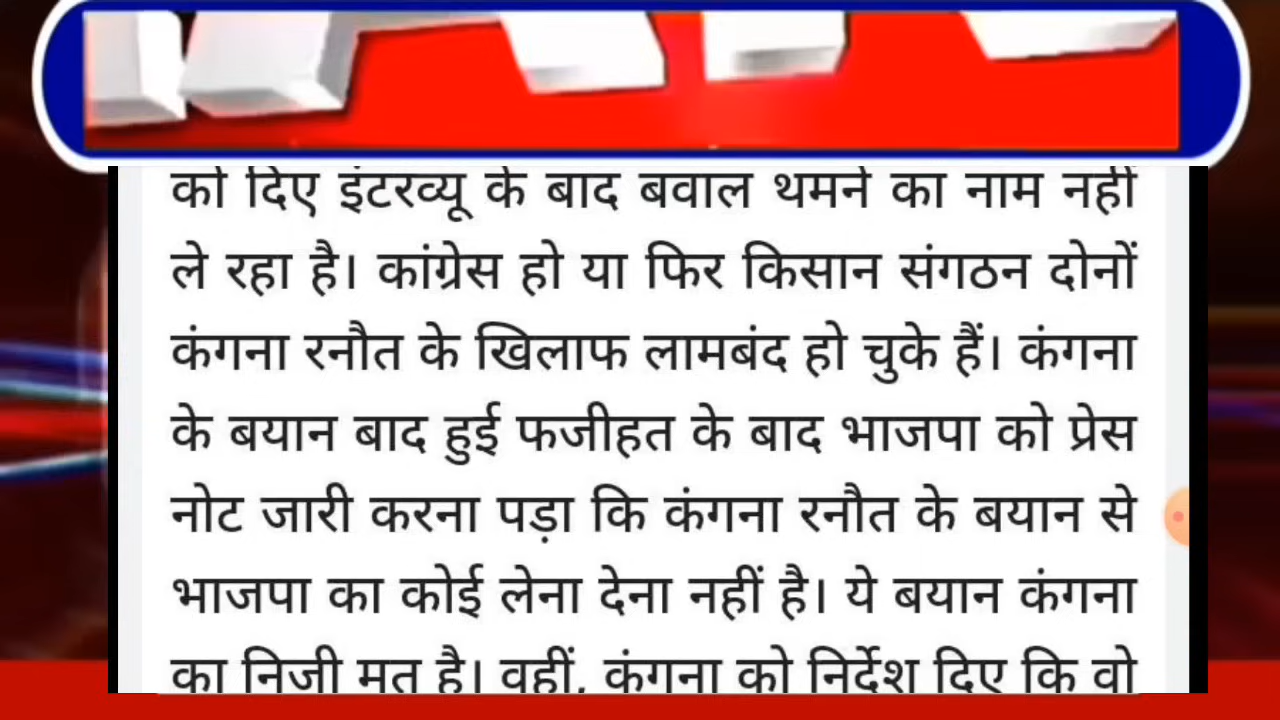 को दिए इंटरव्यू के बाद बवाल थमने का नाम नहीं
ले रहा है। कांग्रेस हो या फिर किसान संगठन दोनों
कंगना रनौत के खिलाफ लामबंद हो चुके हैं। कंगना
के बयान बाद हुई फजीहत के बाद भाजपा को प्रेस
नोट जारी करना पड़ा कि कंगना रनौत के बयान से
भाजपा का कोई लेना देना नहीं है। ये बयान कंगना
का निजी मत है। वहीं, कंगना को निर्देश दिए कि वो